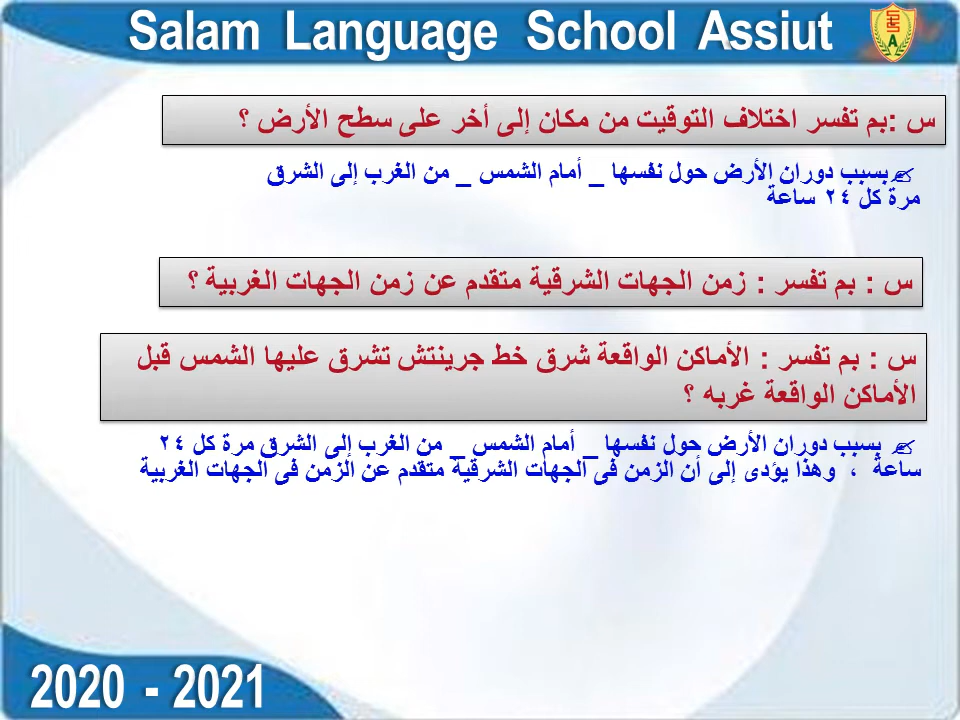 Salam Language School Assiut
س :بم تفسر اختلاف التوقيت من مكان إلى أخر على سطح الأرض ؟
بسبب دوران الأرض حول نفسها _ أمام الشمس _ من الغرب إلى الشرق
مرة كل ٢٤ ساعة
س : بم تفسر : زمن الجهات الشرقية متقدم عن زمن الجهات الغربية ؟
س : بم تفسر : الأماكن الواقعة شرق خط جرينتش تشرق عليها الشمس قبل
الأماكن الواقعة غربه ؟
بسبب دوران الأرض حول نفسها _ أمام الشمس _ من الغرب إلى الشرق مرة كل ٢٤
ساعة ، وهذا يؤدى إلى أن الزمن فى الجهات الشرقية متقدم عن الزمن فى الجهات الغربية
2020 - 2021